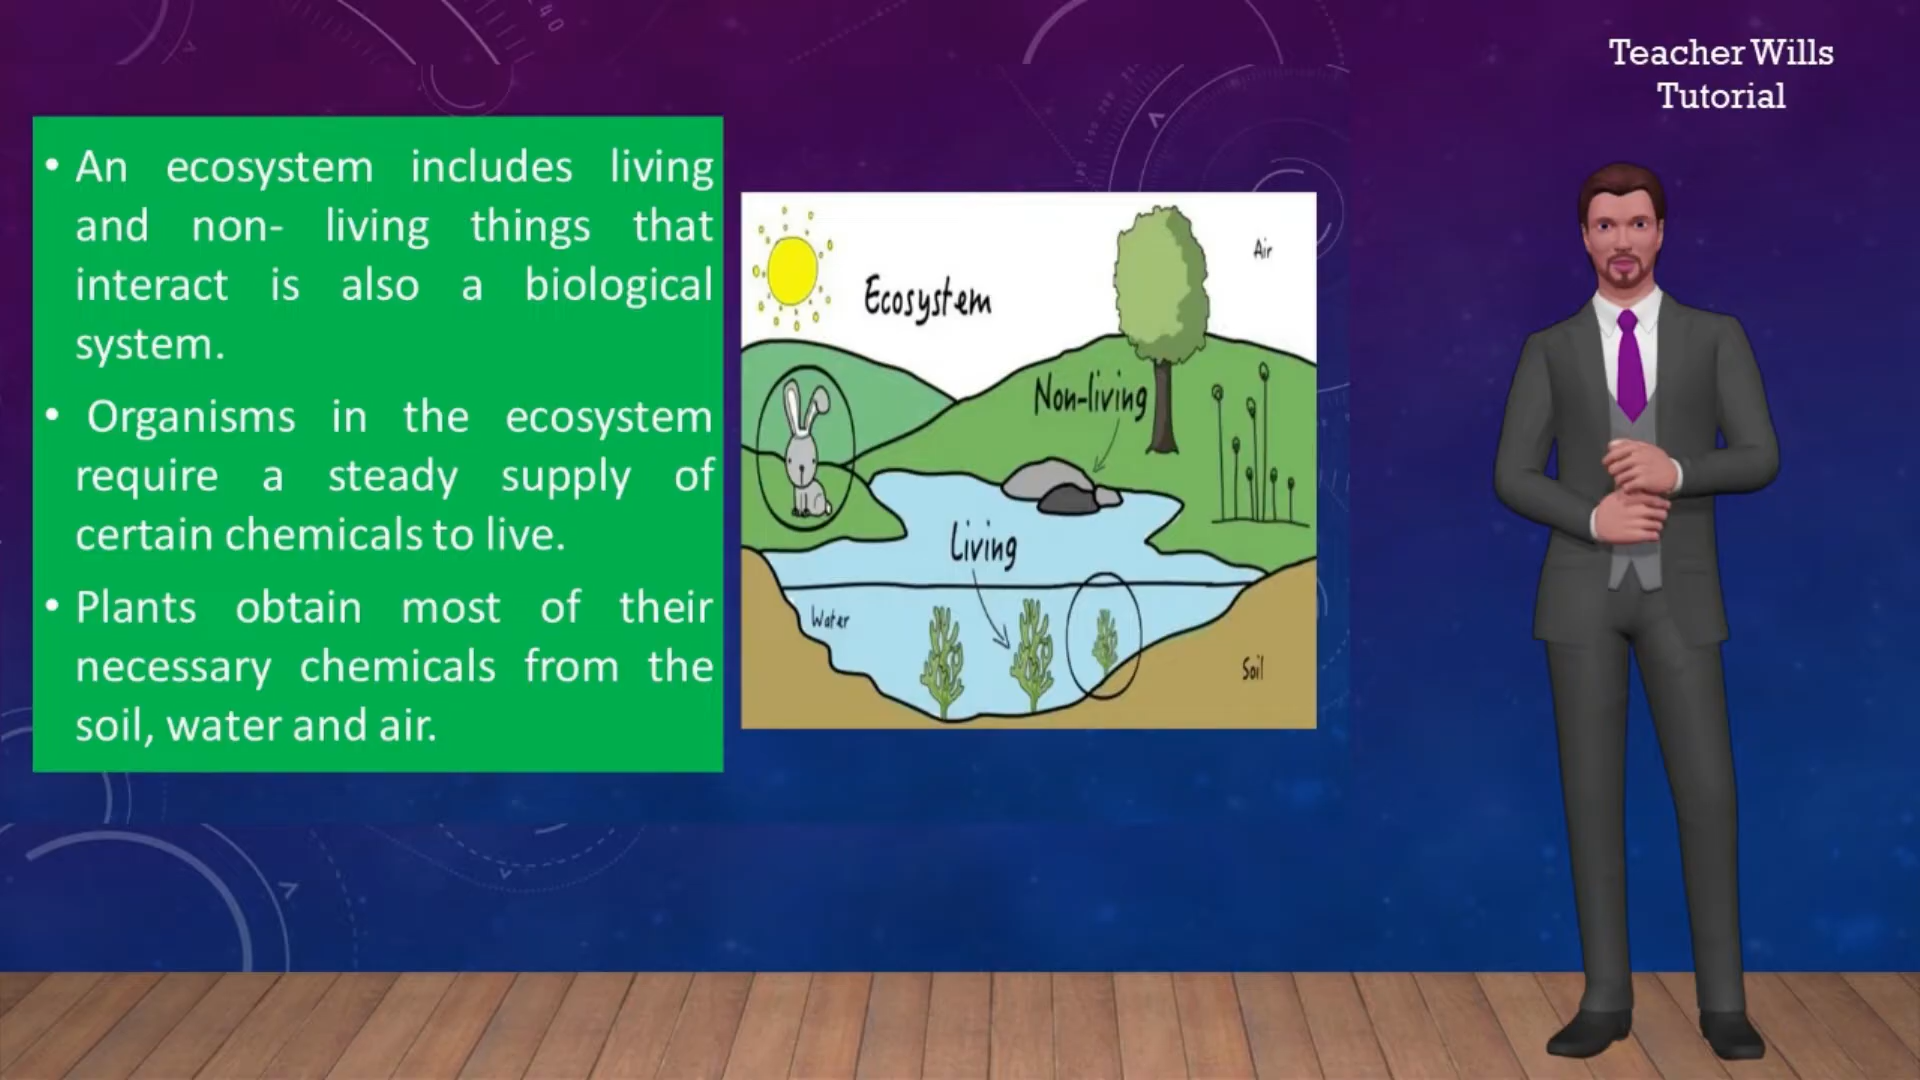 Teacher Wills
Tutorial
• An ecosystem includes living
and non- living things that
interact is also a biological
system.
• Organisms in the ecosystem
require a steady supply of
certain chemicals to live.
• Plants obtain most of their
necessary chemicals from the
soil, water and air.
Air
Ecosystem
Non-living
Living
Water
Soil